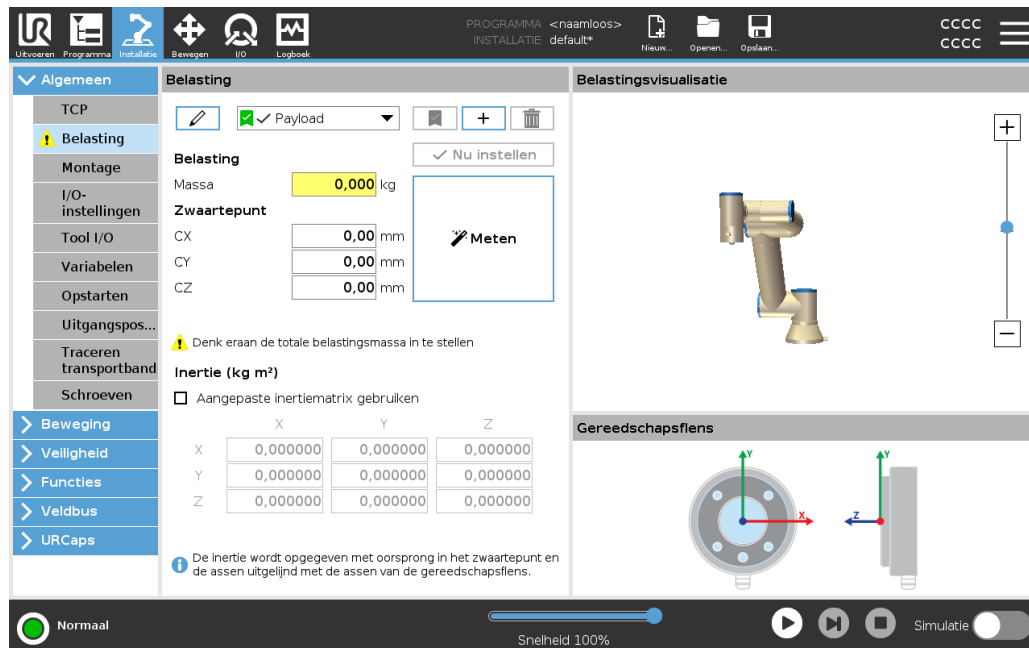 PROGRAMMA <naamloos>
INSTALLATIE default*
CCCC
CCCC
Uitvoeren
Programma
Installatie
Bewegen
I/O
Logboek
Nieuw...
Openen...
Opslaan...
Algemeen
TCP
Belasting
Montage
I/O-
instellingen
Tool I/O
Variabelen
Opstarten
Uitgangspos...
Traceren
transportband
Schroeven
Beweging
Veiligheid
Functies
Veldbus
URCaps
Belasting
Payload
Nu instellen
Belasting
Massa 0,000 kg
Zwaartepunt
CX 0,00 mm
CY 0,00 mm
CZ 0,00 mm
Meten
Denk eraan de totale belastingsmassa in te stellen
Inertie (kg m²)
Aangepaste inertiematrix gebruiken
X Y Z
X 0,000000 0,000000 0,000000
Y 0,000000 0,000000 0,000000
Z 0,000000 0,000000 0,000000
De inertie wordt opgegeven met oorsprong in het zwaartepunt en
de assen uitgelijnd met de assen van de gereedschapsflens.
Belastingsvisualisatie
Gereedschapsflens
Y
X
Y
Z
Normaal
Snelheid 100%
Simulatie